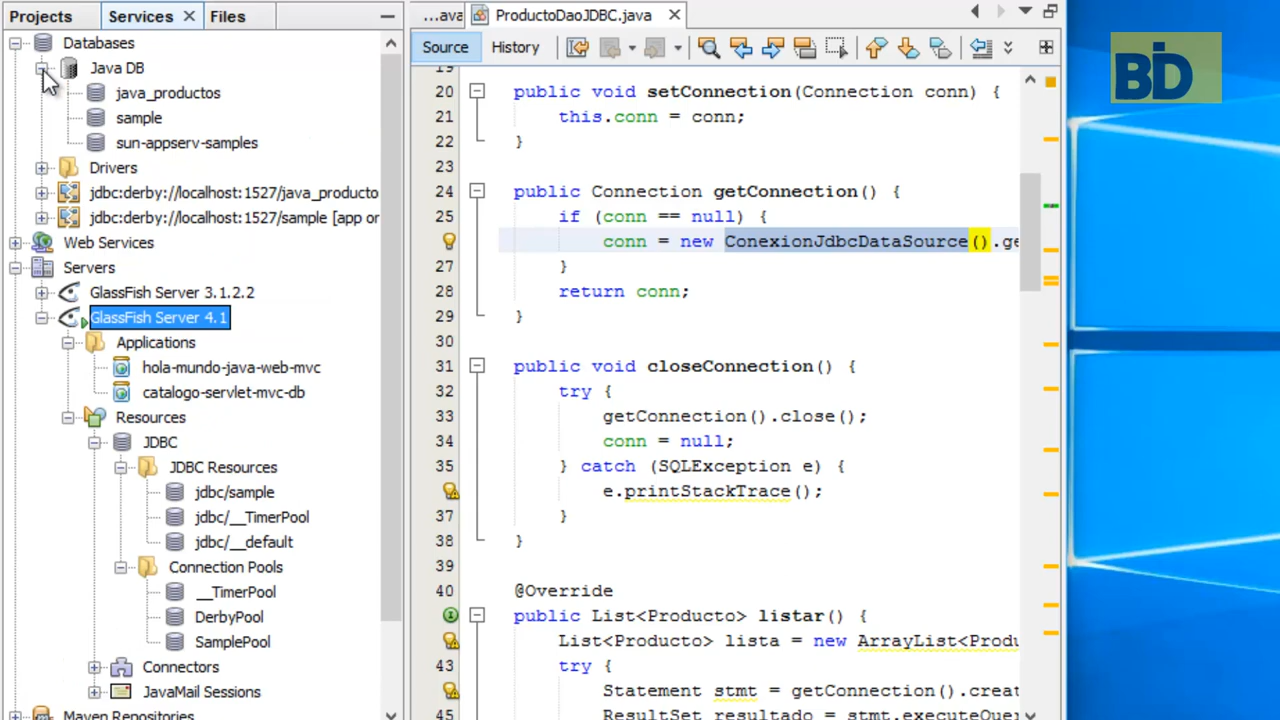 Projects
Services
Files
Databases
Java DB
java_productos
sample
sun-appserv-samples
Drivers
jdbc:derby://localhost:1527/java_producto
jdbc:derby://localhost:1527/sample [app or
Web Services
Servers
GlassFish Server 3.1.2.2
GlassFish Server 4.1
Applications
hola-mundo-java-web-mvc
catalogo-servlet-mvc-db
Resources
JDBC
JDBC Resources
jdbc/sample
jdbc/__TimerPool
jdbc/__default
Connection Pools
__TimerPool
DerbyPool
SamplePool
Connectors
JavaMail Sessions
Maven Repositories
...ava
ProductoDaoJDBC.java
Source
History
19
20 public void setConnection(Connection conn) {
21 this.conn = conn;
22 }
23
24 public Connection getConnection() {
25 if (conn == null) {
conn = new ConexionJdbcDataSource().ge
27 }
28 return conn;
29 }
30
31 public void closeConnection() {
32 try {
33 getConnection().close();
34 conn = null;
35 } catch (SQLException e) {
e.printStackTrace();
37 }
38 }
39
40 @Override
public List<Producto> listar() {
List<Producto> lista = new ArrayList<Produ
43 try {
Statement stmt = getConnection().creat
45 ResultSet resultado = stmt.executeQue
BID